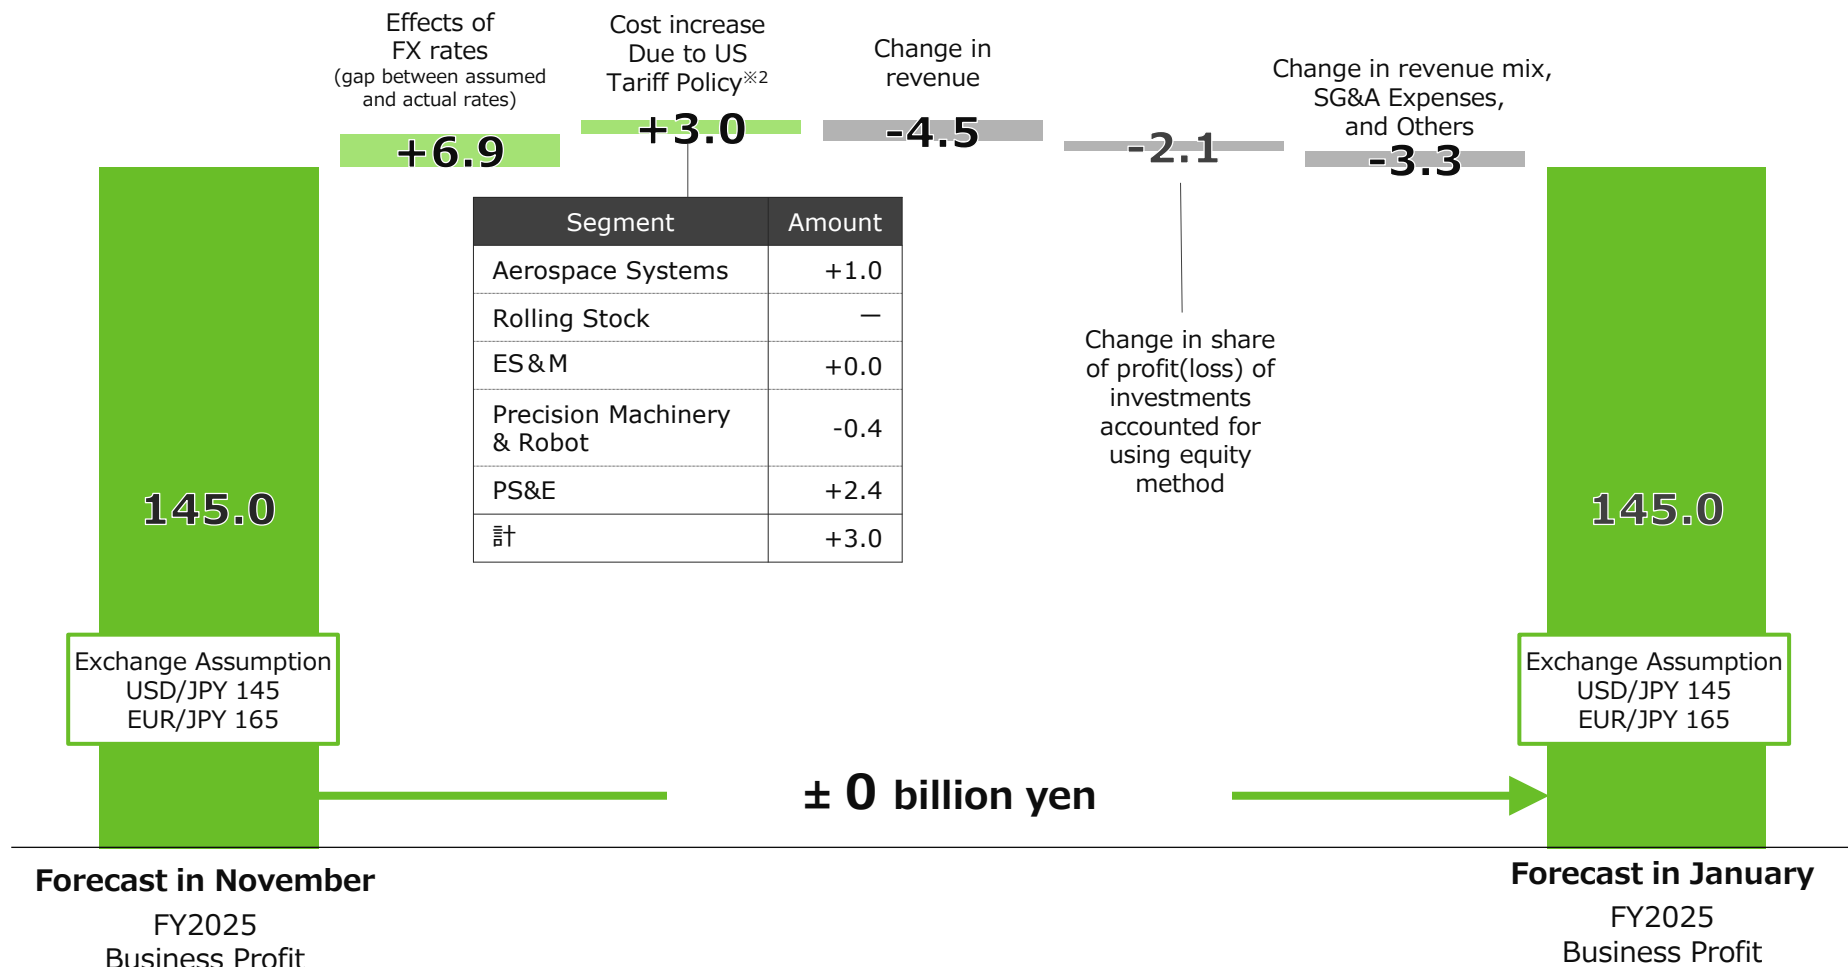 Effects of
FX rates
(gap between assumed
and actual rates)
+6.9
Cost increase
Due to US
Tariff Policy※2
+3.0
Change in
revenue
-4.5
-2.1
Change in share
of profit(loss) of
investments
accounted for
using equity
method
Change in revenue mix,
SG&A Expenses,
and Others
-3.3
Segment Amount
Aerospace Systems +1.0
Rolling Stock －
ES&M +0.0
Precision Machinery
& Robot -0.4
PS&E +2.4
計 +3.0
145.0
Exchange Assumption
USD/JPY 145
EUR/JPY 165
145.0
Exchange Assumption
USD/JPY 145
EUR/JPY 165
± 0 billion yen
Forecast in November
FY2025
Business Profit
Forecast in January
FY2025
Business Profit